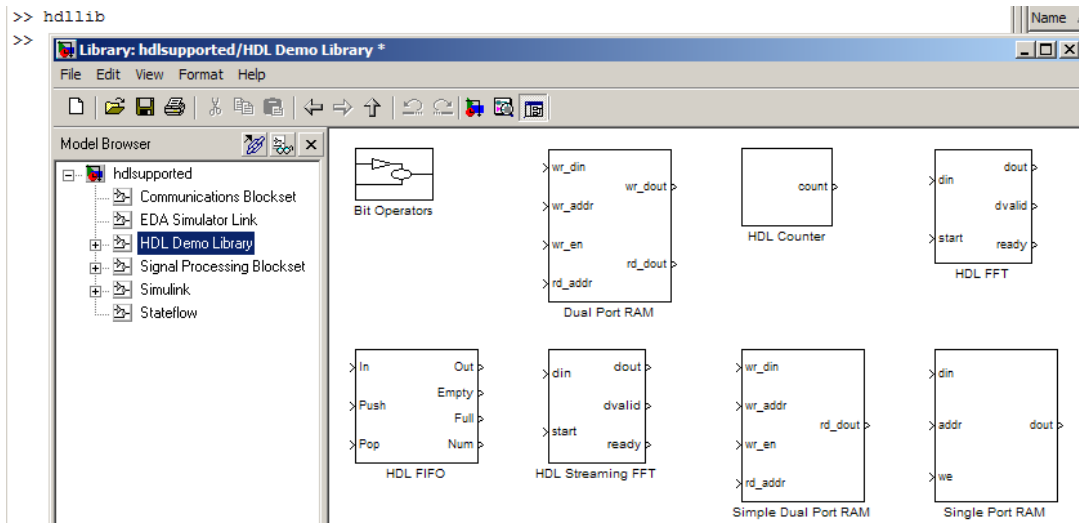 >> hdllib
>>
Name
Library: hdlsupported/HDL Demo Library *
File Edit View Format Help
Model Browser
hdlsupported
Communications Blockset
EDA Simulator Link
HDL Demo Library
Signal Processing Blockset
Simulink
Stateflow
Bit Operators
wr_din
wr_addr
wr_en
rd_addr
wr_dout
rd_dout
Dual Port RAM
count
HDL Counter
din
start
dout
dvalid
ready
HDL FFT
In
Push
Pop
Out
Empty
Full
Num
HDL FIFO
din
start
dout
dvalid
ready
HDL Streaming FFT
wr_din
wr_addr
wr_en
rd_addr
rd_dout
Simple Dual Port RAM
din
addr
we
dout
Single Port RAM